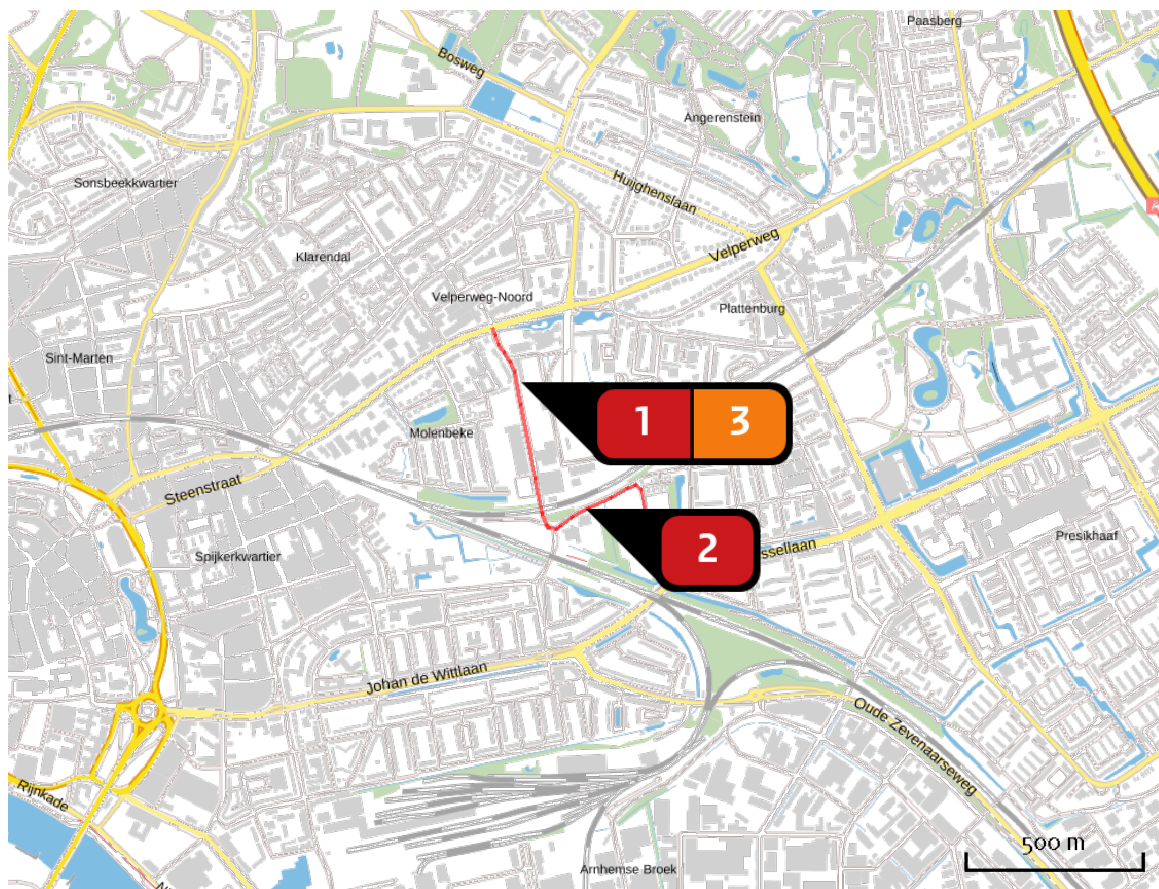 Paasberg
Bosweg
Angerenstein
Sonsbeekkwartier
Huijghenslaan
Velperweg
Klarendal
Velperweg-Noord
Plattenburg
Sint-Marten
1 3
Molenbeke
Steenstraat
2
Spijkerkwartier
Presikhaaf
Johan de Wittlaan
Oude Zevenaarseweg
Rijnkade
500 m
Arnhemse Broek